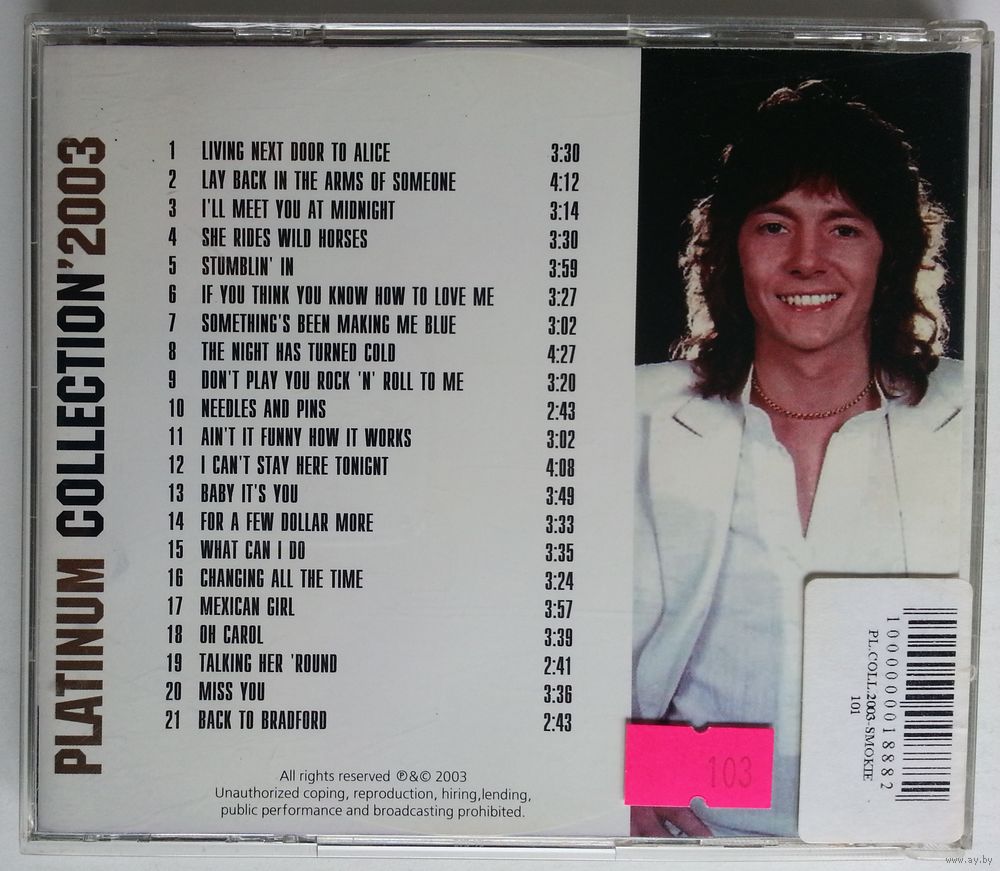 PLATINUM COLLECTION'2003
1 LIVING NEXT DOOR TO ALICE 3:30
2 LAY BACK IN THE ARMS OF SOMEONE 4:12
3 I'LL MEET YOU AT MIDNIGHT 3:14
4 SHE RIDES WILD HORSES 3:30
5 STUMBLIN' IN 3:59
6 IF YOU THINK YOU KNOW HOW TO LOVE ME 3:27
7 SOMETHING'S BEEN MAKING ME BLUE 3:02
8 THE NIGHT HAS TURNED COLD 4:27
9 DON'T PLAY YOU ROCK 'N' ROLL TO ME 3:20
10 NEEDLES AND PINS 2:43
11 AIN'T IT FUNNY HOW IT WORKS 3:02
12 I CAN'T STAY HERE TONIGNT 4:08
13 BABY IT'S YOU 3:49
14 FOR A FEW DOLLAR MORE 3:33
15 WHAT CAN I DO 3:35
16 CHANGING ALL THE TIME 3:24
17 MEXICAN GIRL 3:57
18 OH CAROL 3:39
19 TALKING HER 'ROUND 2:41
20 MISS YOU 3:36
21 BACK TO BRADFORD 2:43
All rights reserved ℗&© 2003
Unauthorized coping, reproduction, hiring,lending,
public performance and broadcasting prohibited.
103
1000000018882
PL.COLL.2003-SMOKIE
101
www.ay.by